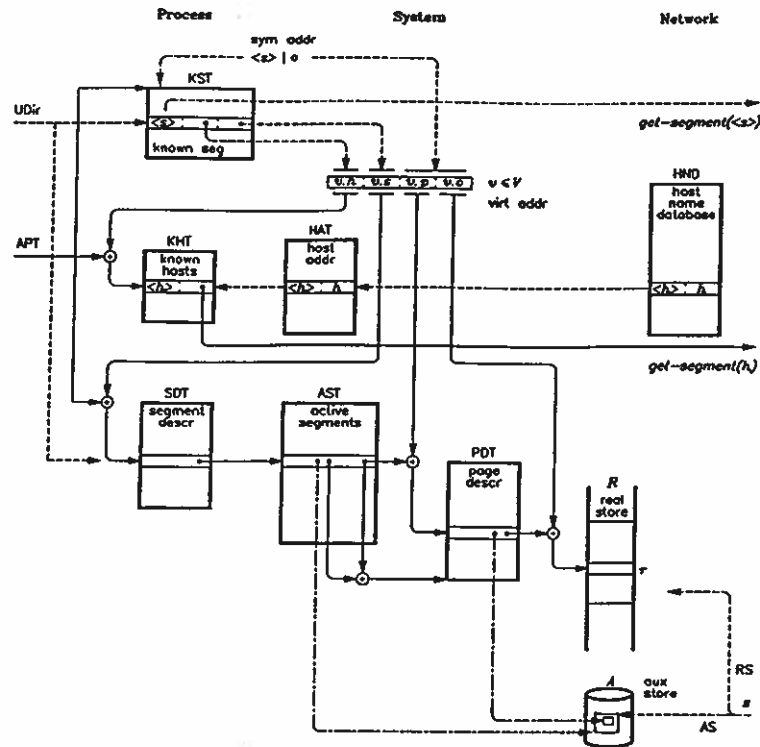 Process System Network
sym addr
<s> | o
KST
UDir
<s>
known seg
get-segment(<s>)
v.h v.s v.p v.o
v < V
virt addr
HND
host
name
database
<h> h
APT
KHT
known
hosts
<h>
HAT
host
addr
<h> h
get-segment(h)
SDT
segment
descr
AST
active
segments
PDT
page
descr
R
real
store
r
RS
A
aux
store
s
AS